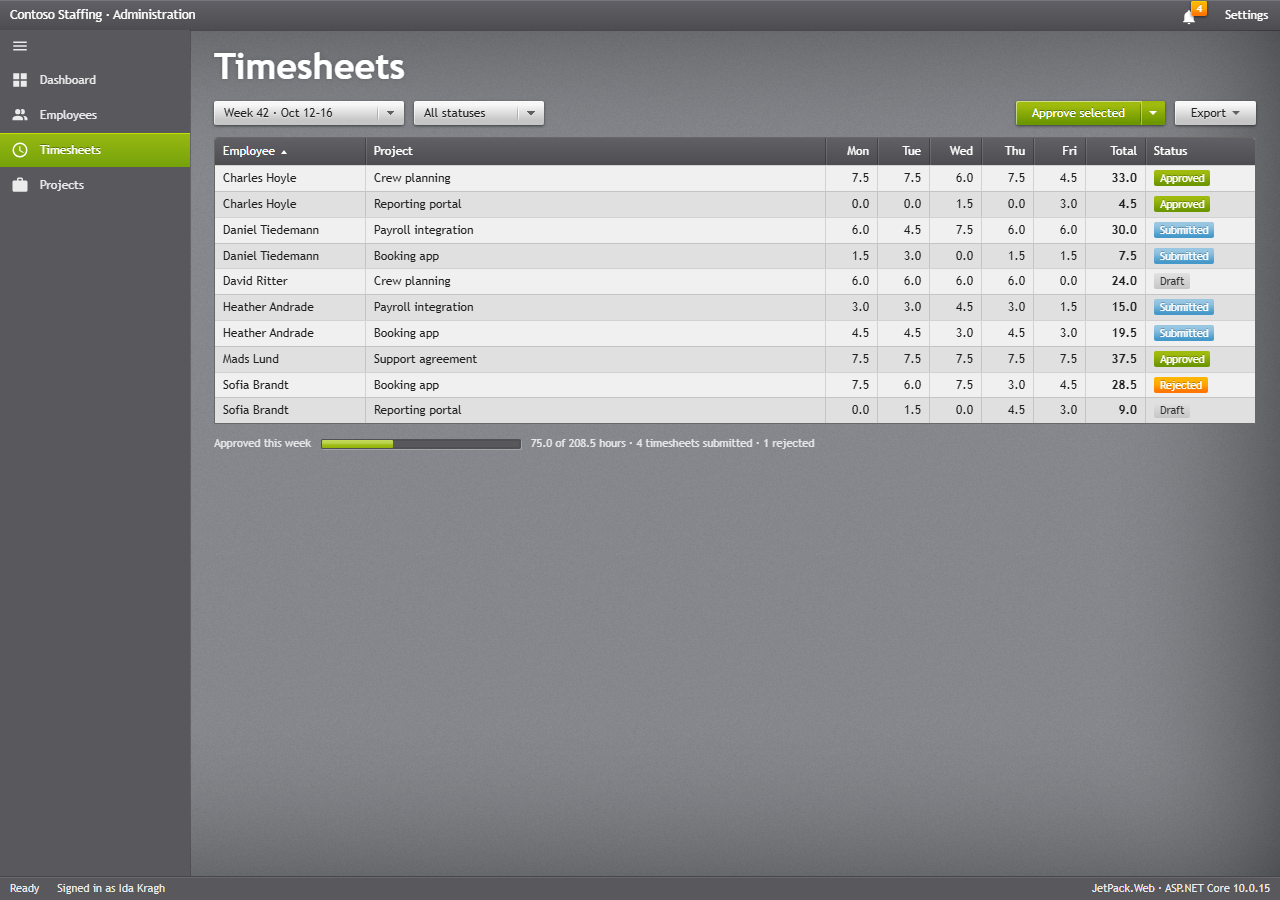 Contoso Staffing · Administration
4
Settings
Dashboard
Employees
Timesheets
Projects
Timesheets
Week 42 · Oct 12-16
All statuses
Approve selected
Export
Employee Project Mon Tue Wed Thu Fri Total Status
Charles Hoyle Crew planning 7.5 7.5 6.0 7.5 4.5 33.0 Approved
Charles Hoyle Reporting portal 0.0 0.0 1.5 0.0 3.0 4.5 Approved
Daniel Tiedemann Payroll integration 6.0 4.5 7.5 6.0 6.0 30.0 Submitted
Daniel Tiedemann Booking app 1.5 3.0 0.0 1.5 1.5 7.5 Submitted
David Ritter Crew planning 6.0 6.0 6.0 6.0 0.0 24.0 Draft
Heather Andrade Payroll integration 3.0 3.0 4.5 3.0 1.5 15.0 Submitted
Heather Andrade Booking app 4.5 4.5 3.0 4.5 3.0 19.5 Submitted
Mads Lund Support agreement 7.5 7.5 7.5 7.5 7.5 37.5 Approved
Sofia Brandt Booking app 7.5 6.0 7.5 3.0 4.5 28.5 Rejected
Sofia Brandt Reporting portal 0.0 1.5 0.0 4.5 3.0 9.0 Draft
Approved this week 75.0 of 208.5 hours · 4 timesheets submitted · 1 rejected
Ready Signed in as Ida Kragh
JetPack.Web · ASP.NET Core 10.0.15